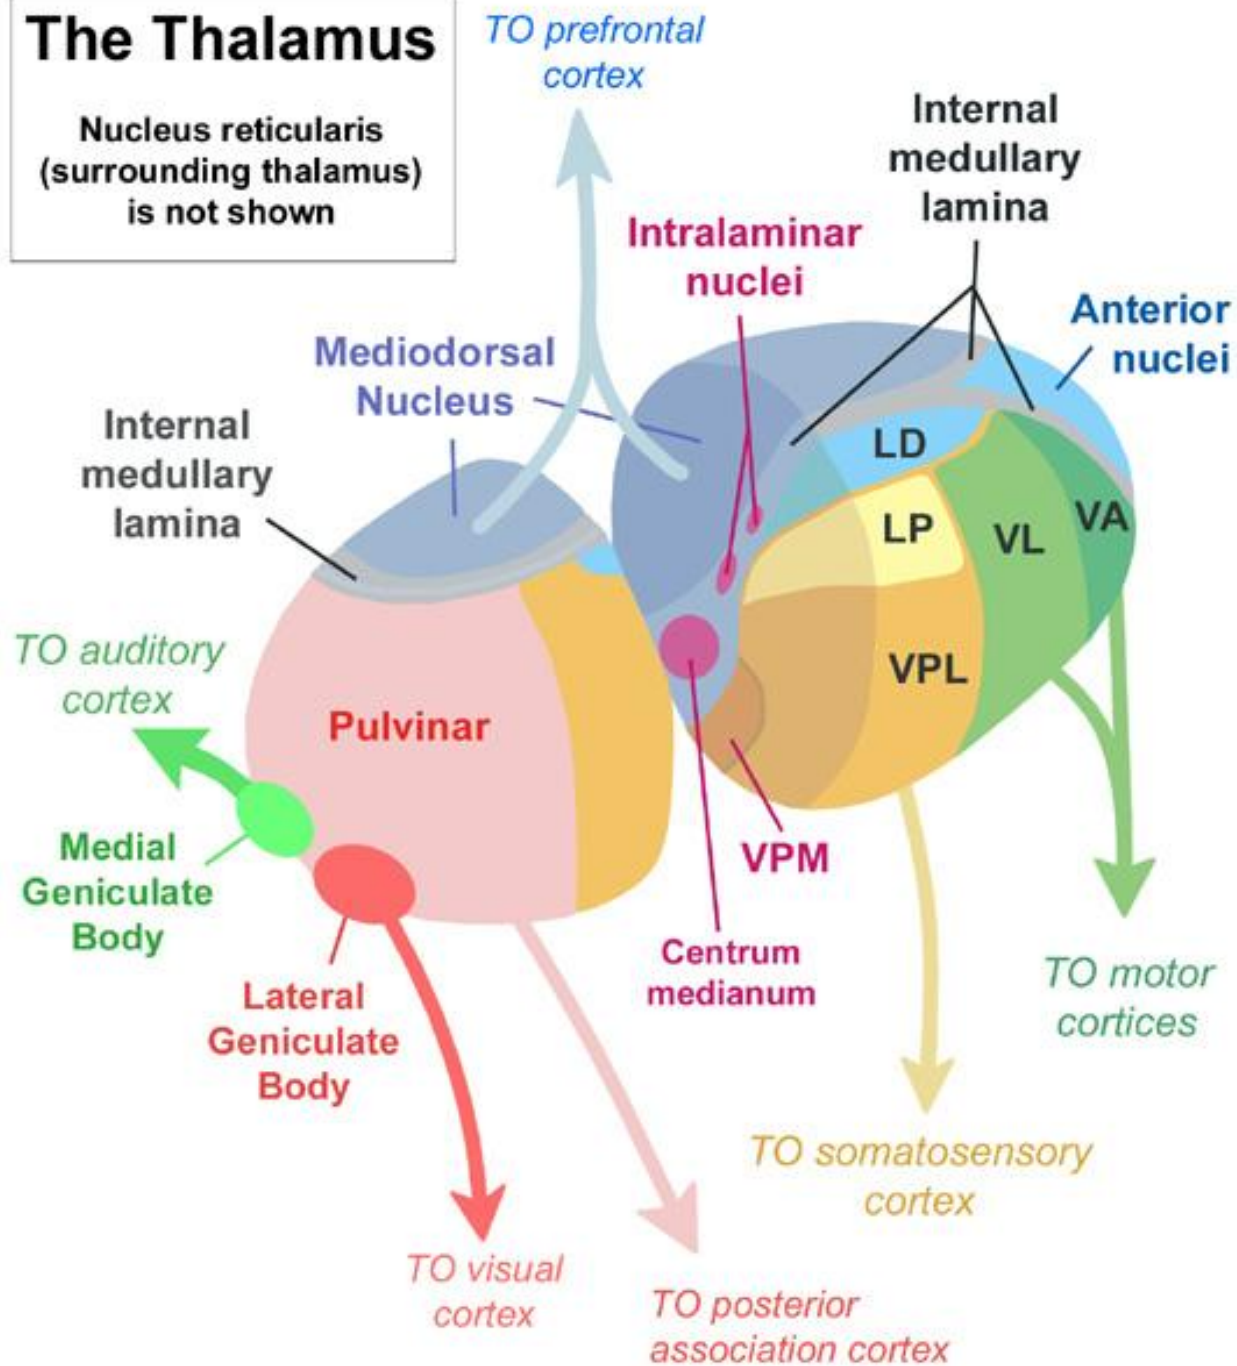 The Thalamus
Nucleus reticularis
(surrounding thalamus)
is not shown
TO prefrontal
cortex
Internal
medullary
lamina
Intralaminar
nuclei
Anterior
nuclei
Mediodorsal
Nucleus
Internal
medullary
lamina
LD
LP
VL
VA
VPL
TO auditory
cortex
Pulvinar
Medial
Geniculate
Body
VPM
Lateral
Geniculate
Body
Centrum
medianum
TO motor
cortices
TO somatosensory
cortex
TO visual
cortex
TO posterior
association cortex